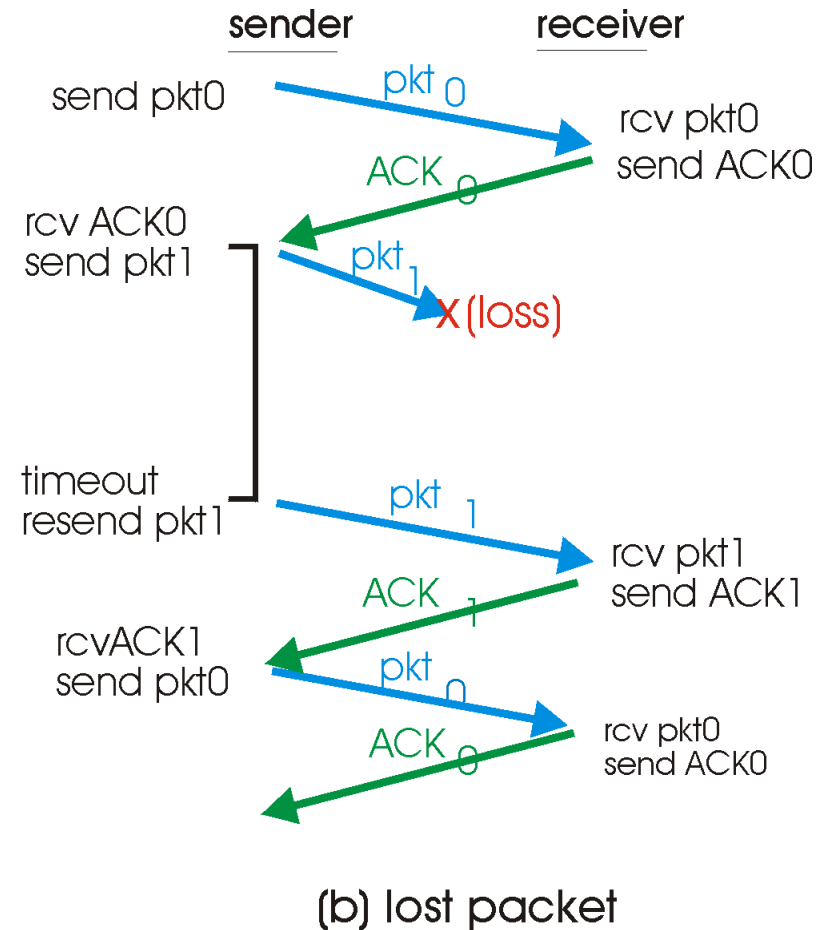 sender
receiver
send pkt0
pkt 0
rcv pkt0
send ACK0
ACK 0
rcv ACK0
send pkt1
pkt 1
X (loss)
timeout
resend pkt1
pkt 1
rcv pkt1
send ACK1
ACK 1
rcvACK1
send pkt0
pkt 0
rcv pkt0
send ACK0
ACK 0
(b) lost packet